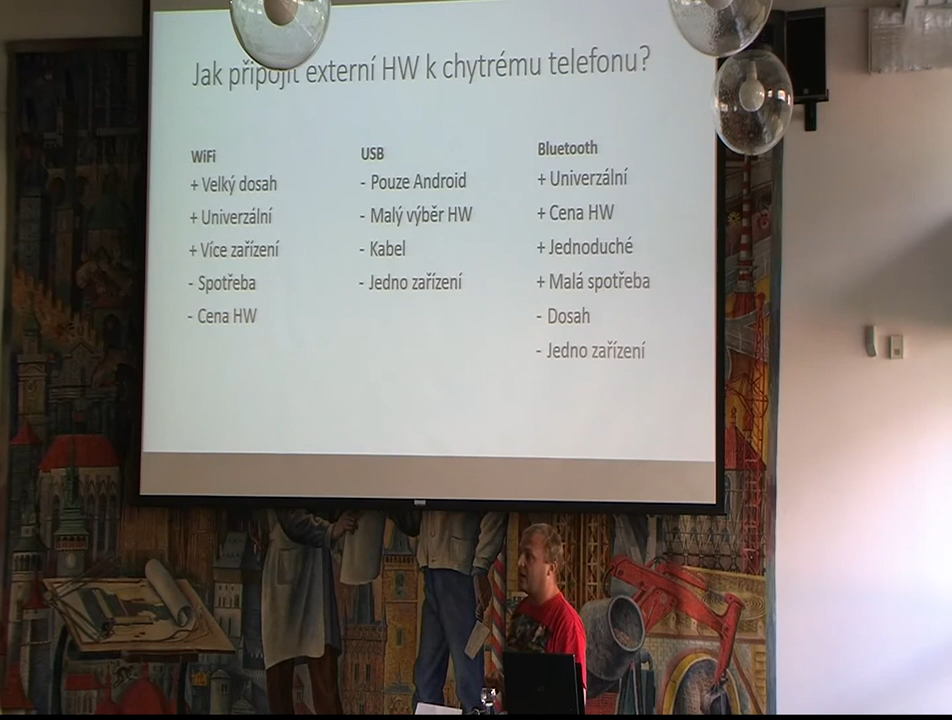 Jak připojit externí HW k chytrému telefonu?
WiFi
+ Velký dosah
+ Univerzální
+ Více zařízení
- Spotřeba
- Cena HW
USB
- Pouze Android
- Malý výběr HW
- Kabel
- Jedno zařízení
Bluetooth
+ Univerzální
+ Cena HW
+ Jednoduché
+ Malá spotřeba
- Dosah
- Jedno zařízení